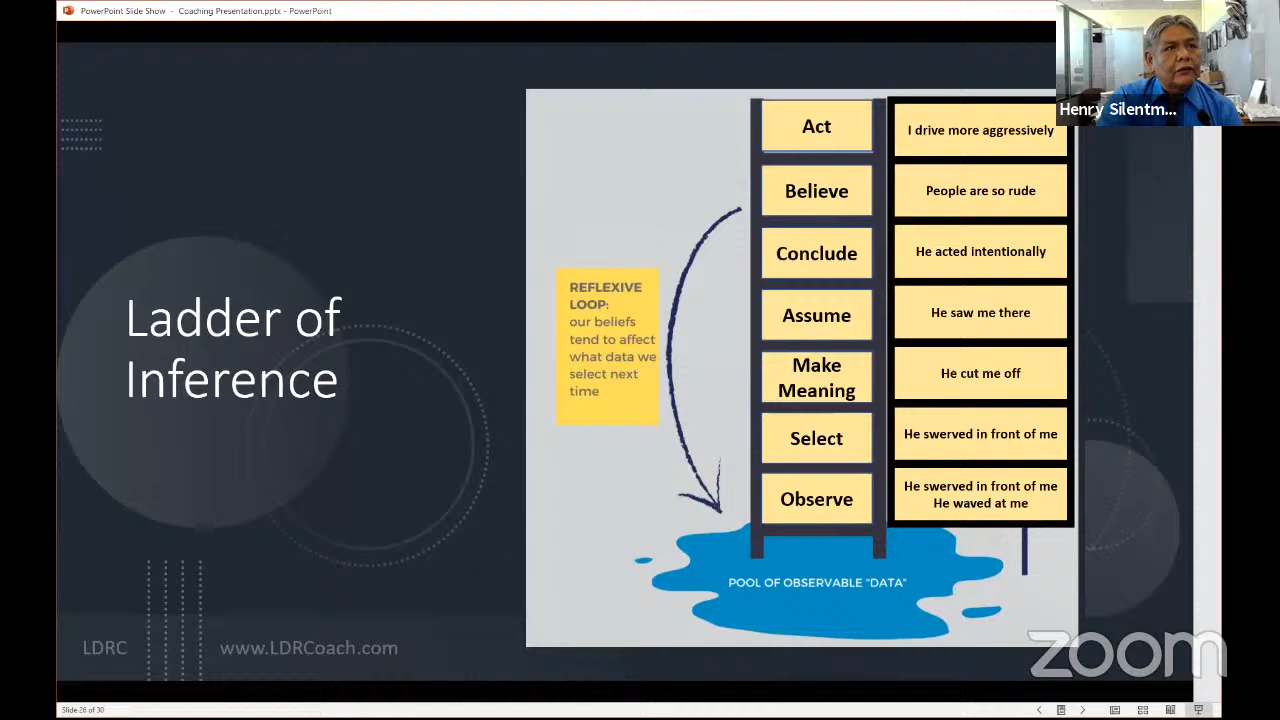 PowerPoint Slide Show - Coaching Presentation.pptx - PowerPoint
Henry Silentm...
Ladder of
Inference
REFLEXIVE
LOOP:
our beliefs
tend to affect
what data we
select next
time
Act
I drive more aggressively
Believe
People are so rude
Conclude
He acted intentionally
Assume
He saw me there
Make
Meaning
He cut me off
Select
He swerved in front of me
Observe
He swerved in front of me
He waved at me
POOL OF OBSERVABLE "DATA"
LDRC
www.LDRCoach.com
zoom
Slide 26 of 30